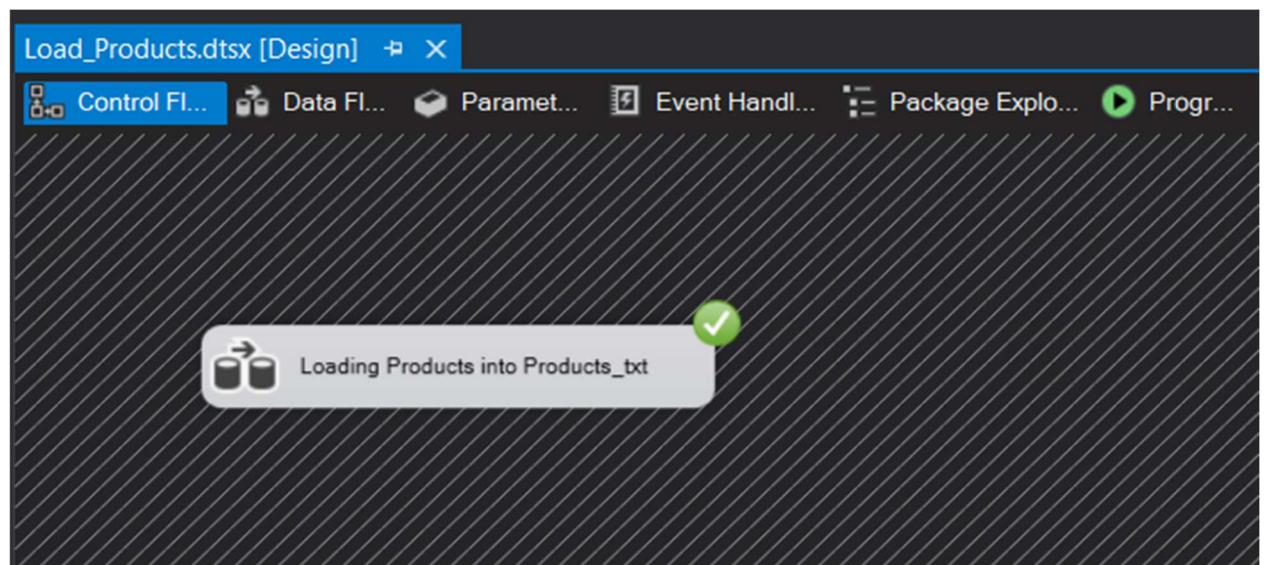 Load_Products.dtsx [Design]
Control Fl... Data Fl... Paramet... Event Handl... Package Explo... Progr...
Loading Products into Products_txt